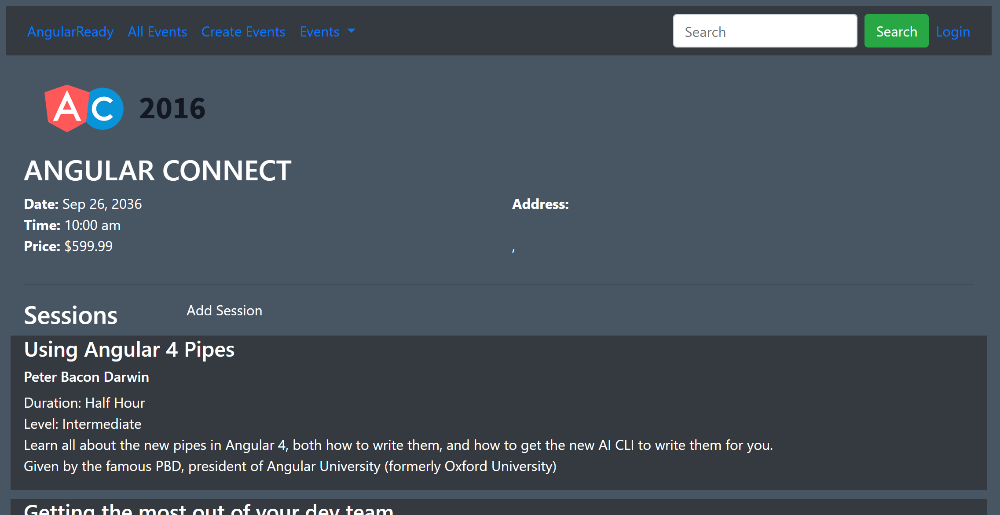 AngularReady All Events Create Events Events Search Search Login
AC 2016
ANGULAR CONNECT
Date: Sep 26, 2036
Time: 10:00 am
Price: $599.99
Address:
,
Sessions Add Session
Using Angular 4 Pipes
Peter Bacon Darwin
Duration: Half Hour
Level: Intermediate
Learn all about the new pipes in Angular 4, both how to write them, and how to get the new AI CLI to write them for you.
Given by the famous PBD, president of Angular University (formerly Oxford University)
Getting the most out of your dev team